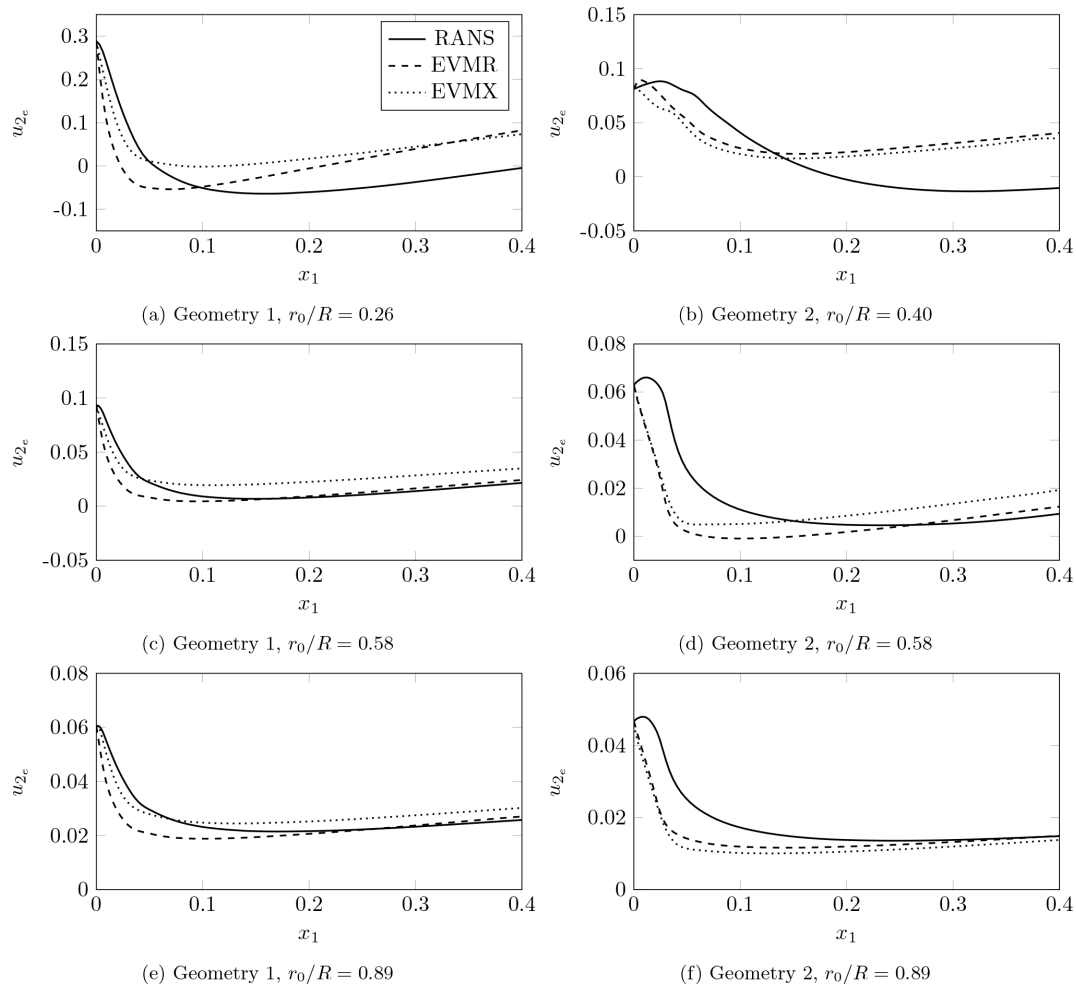 0.3
0.2
0.1
0
-0.1
u2e
0
0.1
0.2
0.3
0.4
x1
RANS
EVMR
EVMX
(a) Geometry 1, r0/R = 0.26
0.15
0.1
0.05
0
-0.05
u2e
0
0.1
0.2
0.3
0.4
x1
(b) Geometry 2, r0/R = 0.40
0.15
0.1
0.05
0
-0.05
u2e
0
0.1
0.2
0.3
0.4
x1
(c) Geometry 1, r0/R = 0.58
0.08
0.06
0.04
0.02
0
u2e
0
0.1
0.2
0.3
0.4
x1
(d) Geometry 2, r0/R = 0.58
0.08
0.06
0.04
0.02
0
u2e
0
0.1
0.2
0.3
0.4
x1
(e) Geometry 1, r0/R = 0.89
0.06
0.04
0.02
0
u2e
0
0.1
0.2
0.3
0.4
x1
(f) Geometry 2, r0/R = 0.89